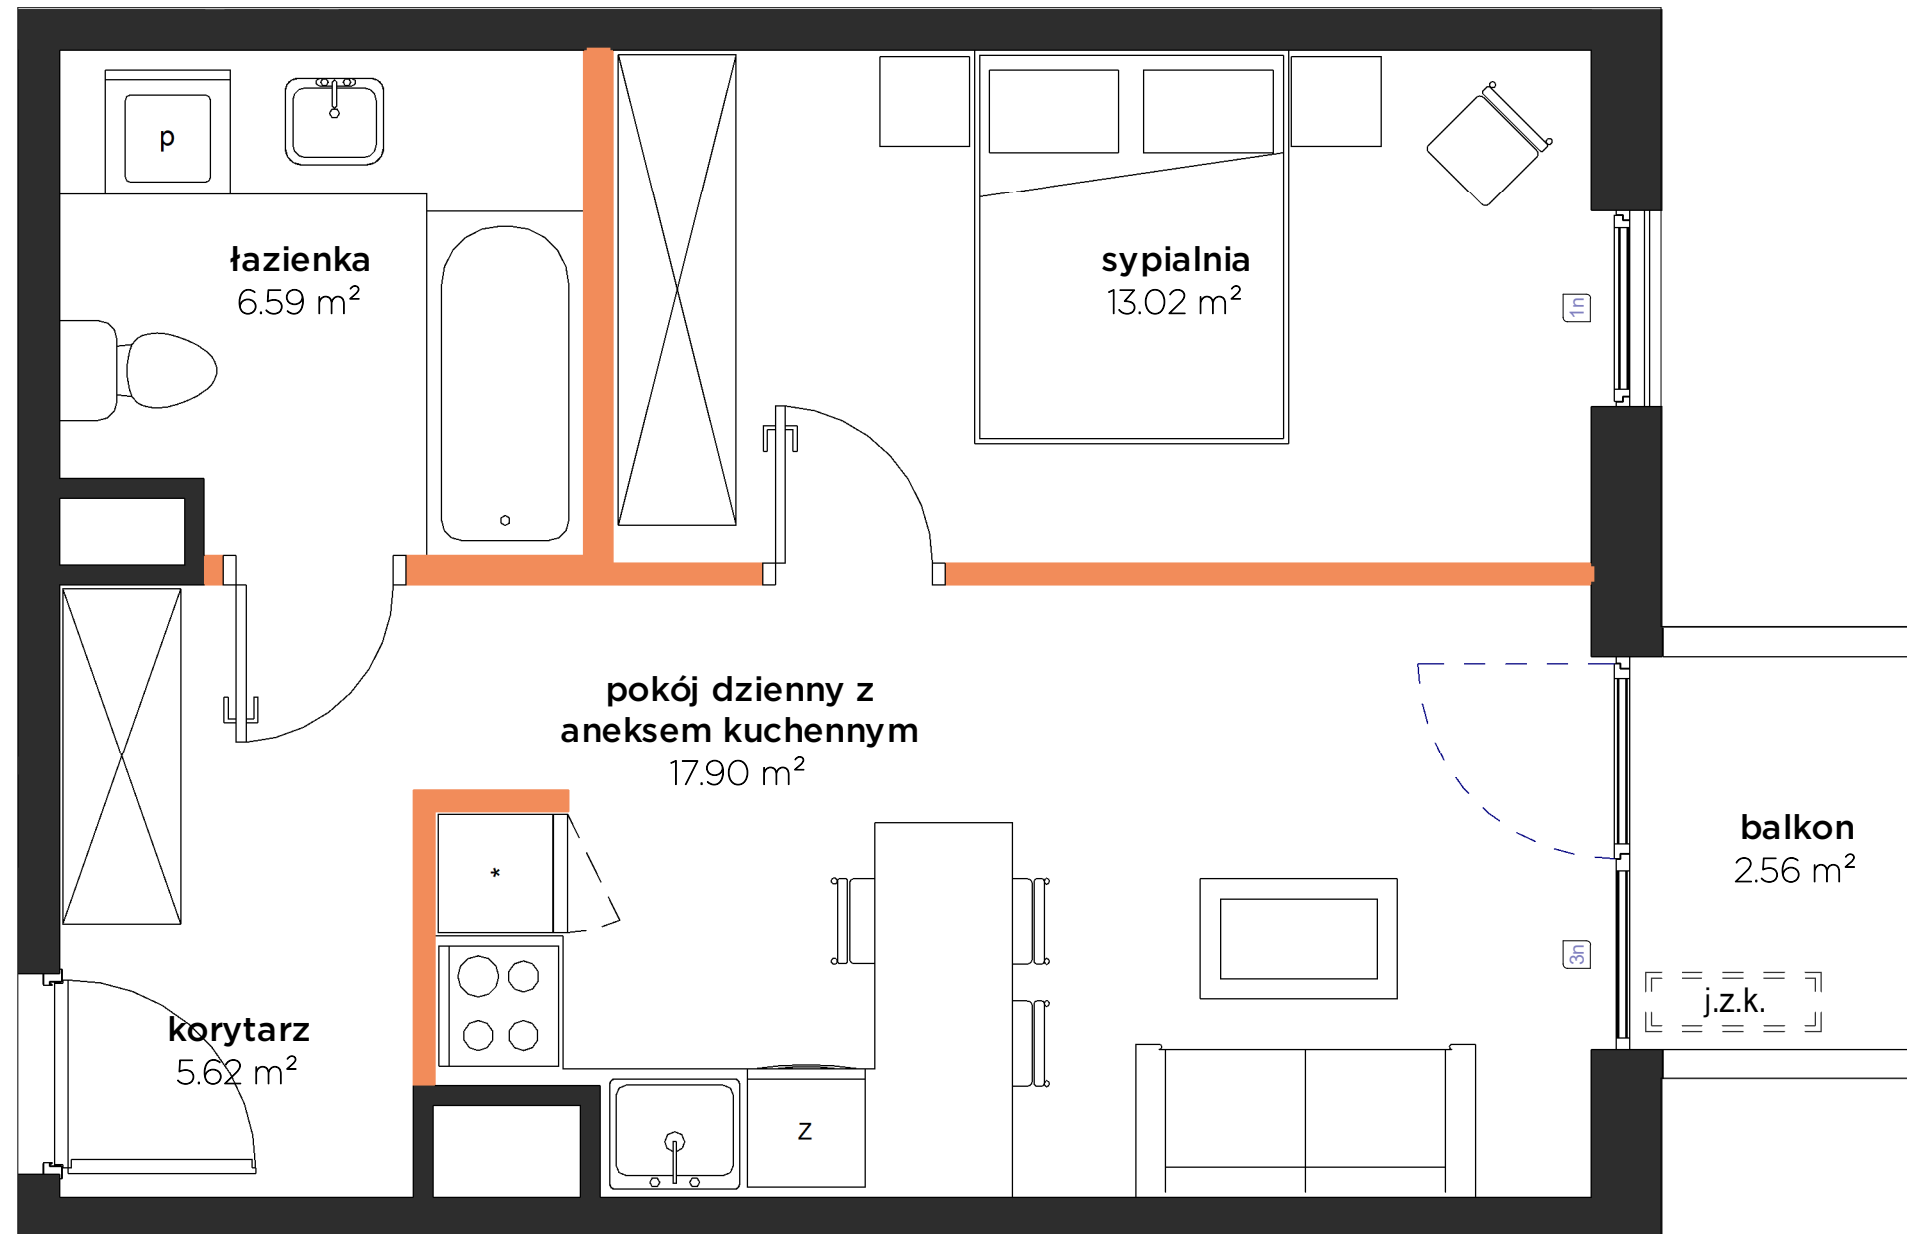 p
łazienka
6.59 m²
sypialnia
13.02 m²
1n
pokój dzienny z
aneksem kuchennym
17.90 m²
*
balkon
2.56 m²
3n
j.z.k.
korytarz
5.62 m²
z